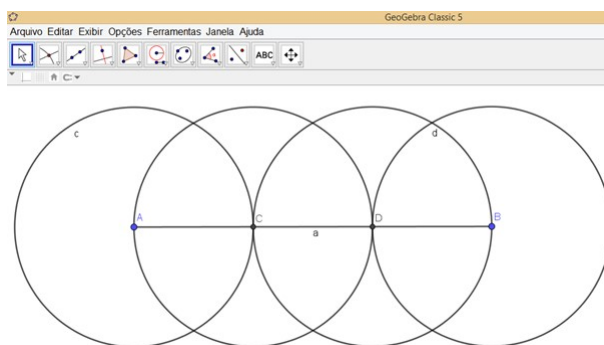 GeoGebra Classic 5
Arquivo Editar Exibir Opções Ferramentas Janela Ajuda
ABC
c
d
A
C
D
B
a